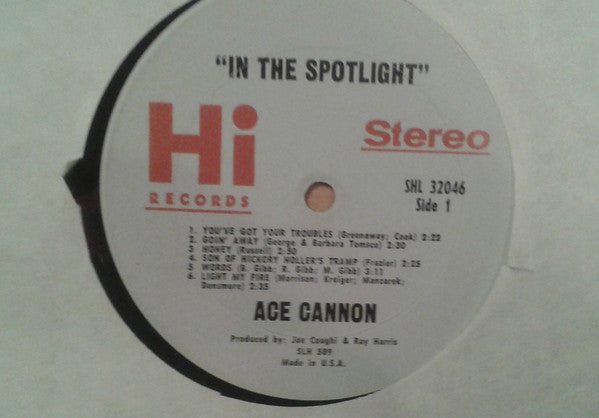 "IN THE SPOTLIGHT"
Hi
RECORDS
Stereo
SHL 32046
Side 1
1. YOU'VE GOT YOUR TROUBLES (Greenaway; Cook) 2:22
2. GOIN' AWAY (George & Barbara Tomsco) 2:30
3 HONEY (Russell) 2:50
4. SON OF HICKORY HOLLER'S TRAMP (Frazier) 2:25
5 WORDS (B. Gibb; R. Gibb; M. Gibb) 3:11
6. LIGHT MY FIRE (Morrison; Kreiger; Manzarek;
Dunsmore) 2:35
ACE CANNON
Produced by: Joe Coughi & Ray Harris
SLH 589
Made in U.S.A.